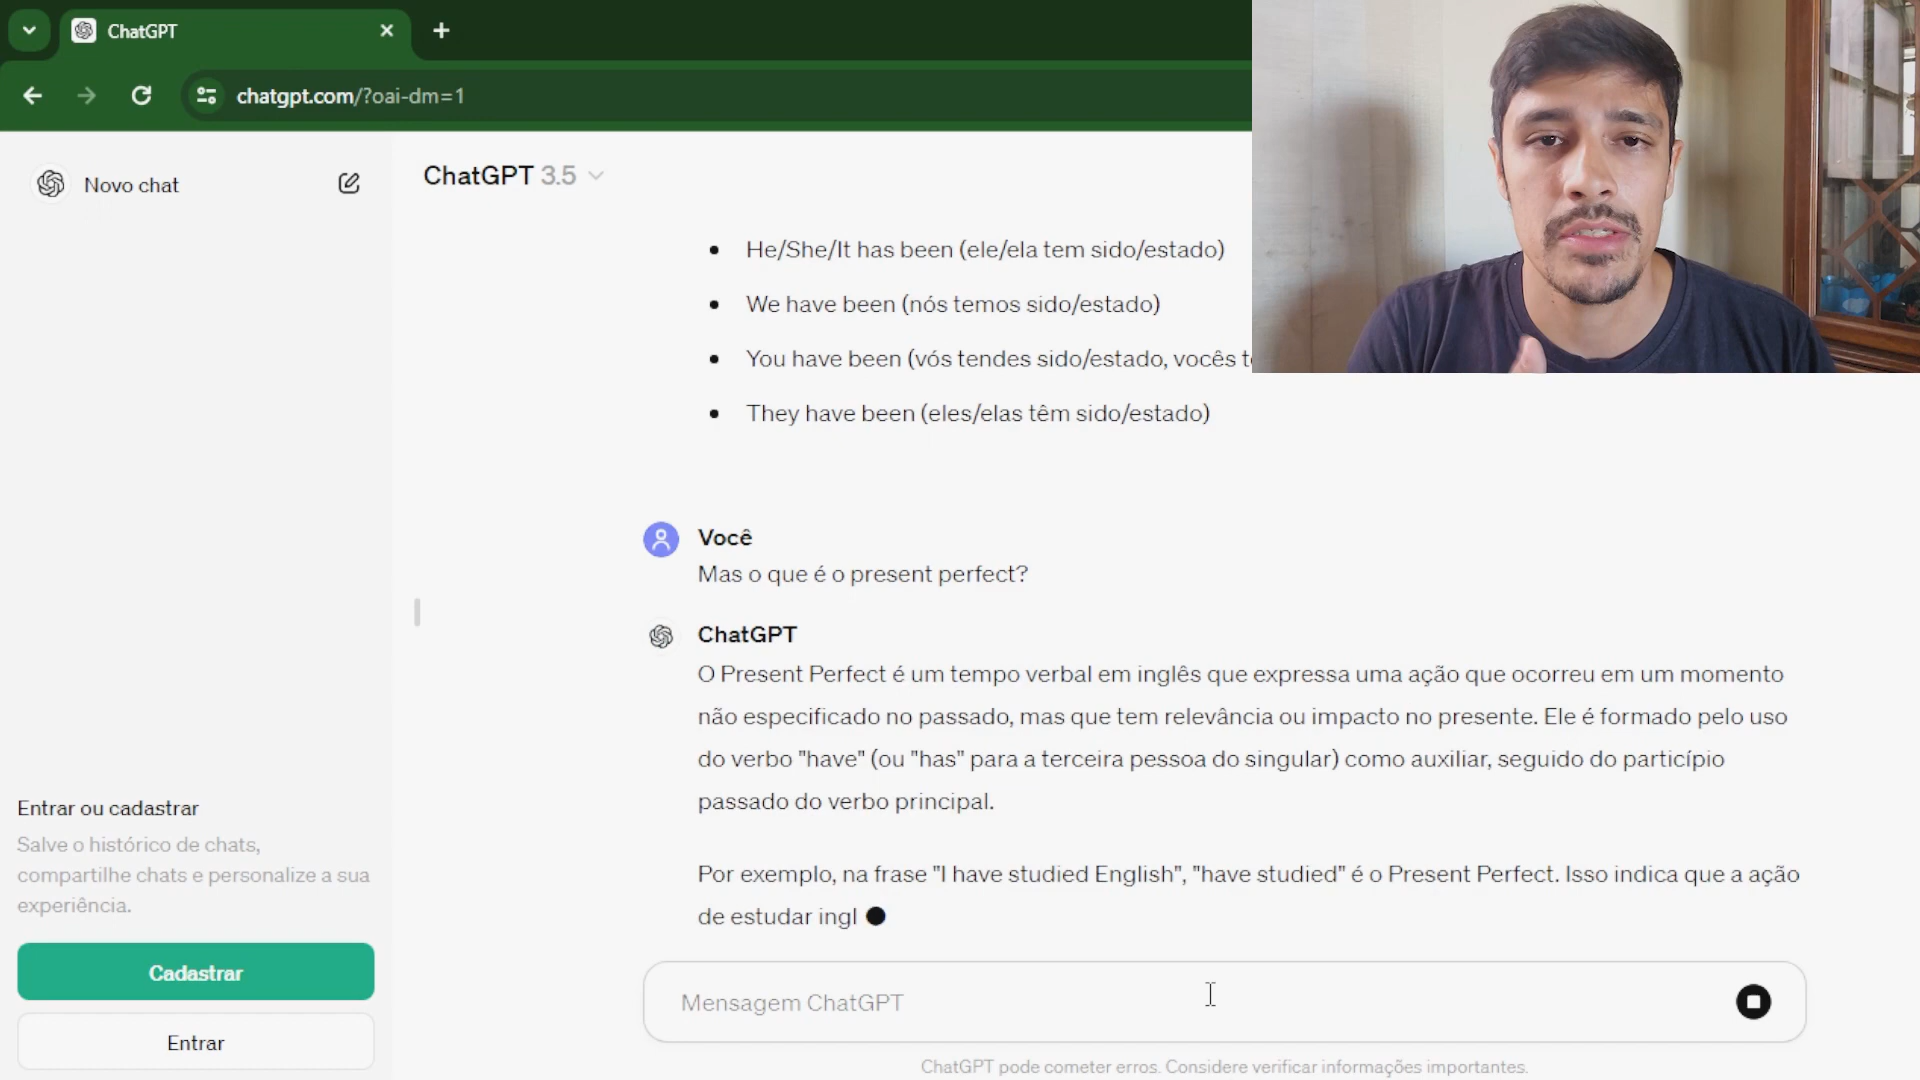 ChatGPT
chatgpt.com/?oai-dm=1
Novo chat
ChatGPT 3.5
He/She/It has been (ele/ela tem sido/estado)
We have been (nós temos sido/estado)
You have been (vós tendes sido/estado, vocês
They have been (eles/elas têm sido/estado)
Você
Mas o que é o present perfect?
ChatGPT
O Present Perfect é um tempo verbal em inglês que expressa uma ação que ocorreu em um momento
não especificado no passado, mas que tem relevância ou impacto no presente. Ele é formado pelo uso
do verbo "have" (ou "has" para a terceira pessoa do singular) como auxiliar, seguido do particípio
passado do verbo principal.
Por exemplo, na frase "I have studied English", "have studied" é o Present Perfect. Isso indica que a ação
de estudar ingl
Entrar ou cadastrar
Salve o histórico de chats,
compartilhe chats e personalize a sua
experiência.
Cadastrar
Entrar
Mensagem ChatGPT
ChatGPT pode cometer erros. Considere verificar informações importantes.